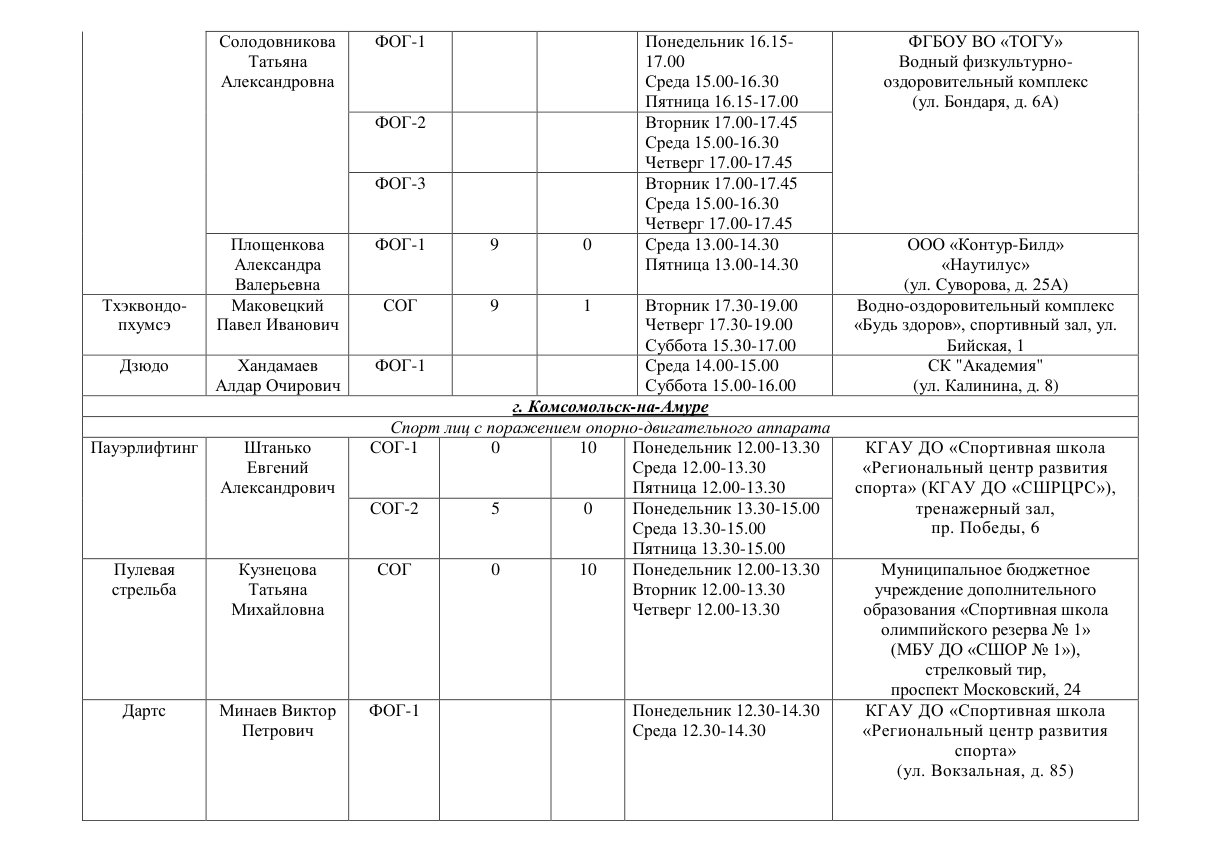 Солодовникова
Татьяна
Александровна
ФОГ-1
Понедельник 16.15-
17.00
Среда 15.00-16.30
Пятница 16.15-17.00
ФГБОУ ВО «ТОГУ»
Водный физкультурно-
оздоровительный комплекс
(ул. Бондаря, д. 6А)
ФОГ-2
Вторник 17.00-17.45
Среда 15.00-16.30
Четверг 17.00-17.45
ФОГ-3
Вторник 17.00-17.45
Среда 15.00-16.30
Четверг 17.00-17.45
Площенкова
Александра
Валерьевна
ФОГ-1
9
0
Среда 13.00-14.30
Пятница 13.00-14.30
ООО «Контур-Билд»
«Наутилус»
(ул. Суворова, д. 25А)
Тхэквондо-
пхумсэ
Маковецкий
Павел Иванович
СОГ
9
1
Вторник 17.30-19.00
Четверг 17.30-19.00
Суббота 15.30-17.00
Водно-оздоровительный комплекс
«Будь здоров», спортивный зал, ул.
Бийская, 1
Дзюдо
Хандамаев
Алдар Очирович
ФОГ-1
Среда 14.00-15.00
Суббота 15.00-16.00
СК "Академия"
(ул. Калинина, д. 8)
г. Комсомольск-на-Амуре
Спорт лиц с поражением опорно-двигательного аппарата
Пауэрлифтинг
Штанько
Евгений
Александрович
СОГ-1
0
10
Понедельник 12.00-13.30
Среда 12.00-13.30
Пятница 12.00-13.30
КГАУ ДО «Спортивная школа
«Региональный центр развития
спорта» (КГАУ ДО «СШРЦРС»),
тренажерный зал,
пр. Победы, 6
СОГ-2
5
0
Понедельник 13.30-15.00
Среда 13.30-15.00
Пятница 13.30-15.00
Пулевая
стрельба
Кузнецова
Татьяна
Михайловна
СОГ
0
10
Понедельник 12.00-13.30
Вторник 12.00-13.30
Четверг 12.00-13.30
Муниципальное бюджетное
учреждение дополнительного
образования «Спортивная школа
олимпийского резерва № 1»
(МБУ ДО «СШОР № 1»),
стрелковый тир,
проспект Московский, 24
Дартс
Минаев Виктор
Петрович
ФОГ-1
Понедельник 12.30-14.30
Среда 12.30-14.30
КГАУ ДО «Спортивная школа
«Региональный центр развития
спорта»
(ул. Вокзальная, д. 85)